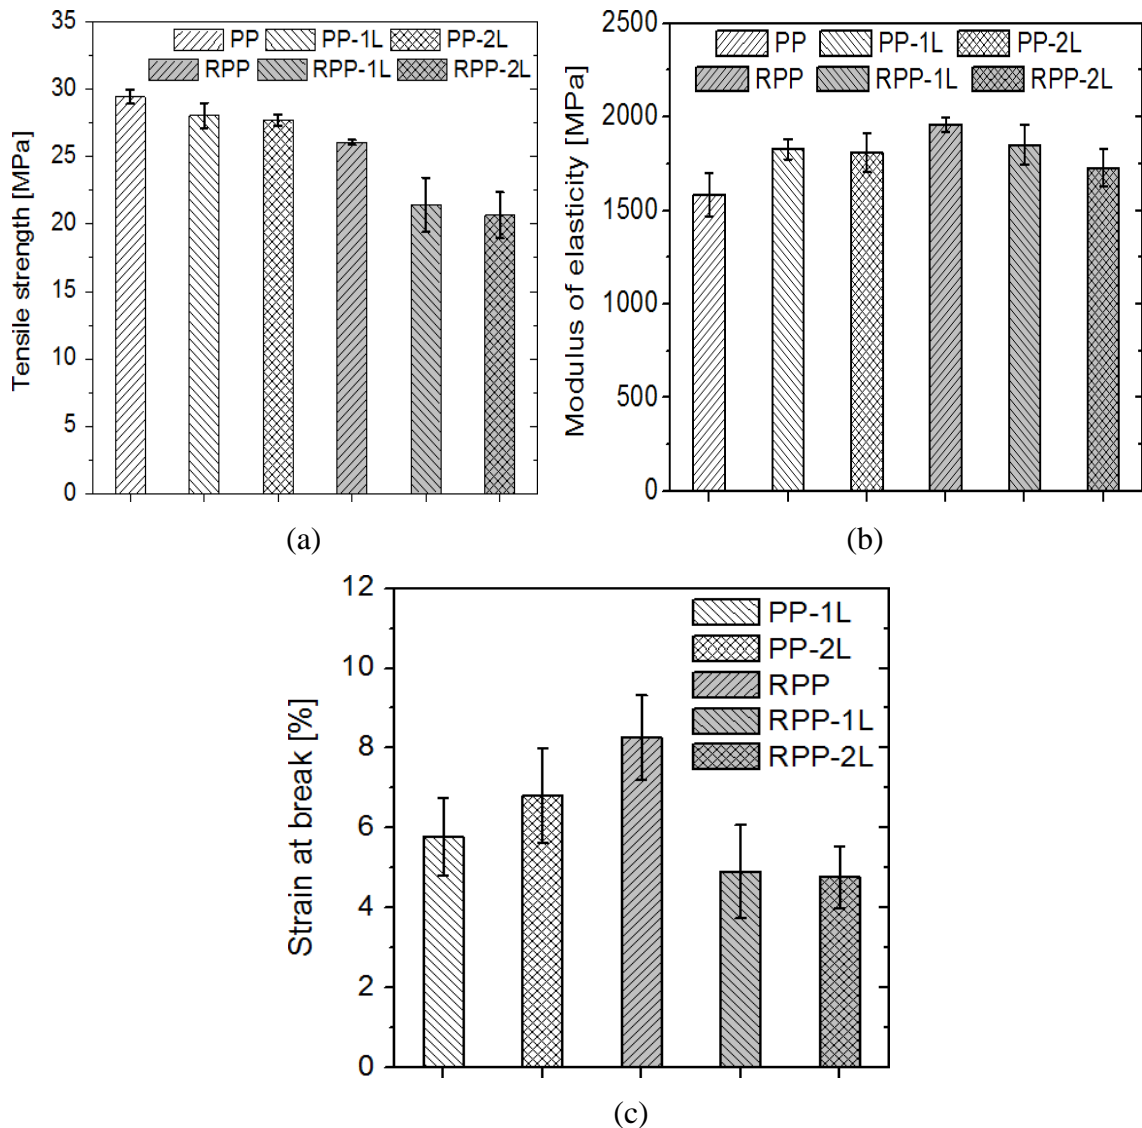 35
30
25
20
15
10
5
0
Tensile strength [MPa]
PP PP-1L PP-2L
RPP RPP-1L RPP-2L
(a)
2500
2000
1500
1000
500
0
Modulus of elasticity [MPa]
PP PP-1L PP-2L
RPP RPP-1L RPP-2L
(b)
12
10
8
6
4
2
0
Strain at break [%]
PP-1L
PP-2L
RPP
RPP-1L
RPP-2L
(c)